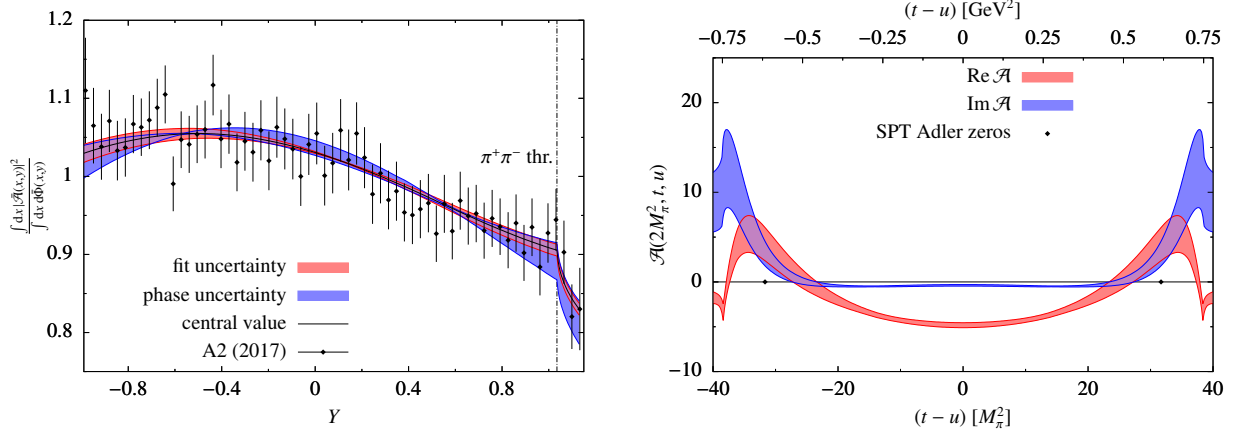 1.2
1.1
1
0.9
0.8
∫ dx|𝒜̄(x,y)|²
∫ dx dΦ(x,y)
π⁺π⁻ thr.
fit uncertainty
phase uncertainty
central value
A2 (2017)
−0.8 −0.4 0 0.4 0.8
Y
(t − u) [GeV²]
−0.75 −0.5 −0.25 0 0.25 0.5 0.75
Re 𝒜
Im 𝒜
SPT Adler zeros
20
10
0
−10
𝒜(2M²π, t, u)
−40 −20 0 20 40
(t − u) [M²π]